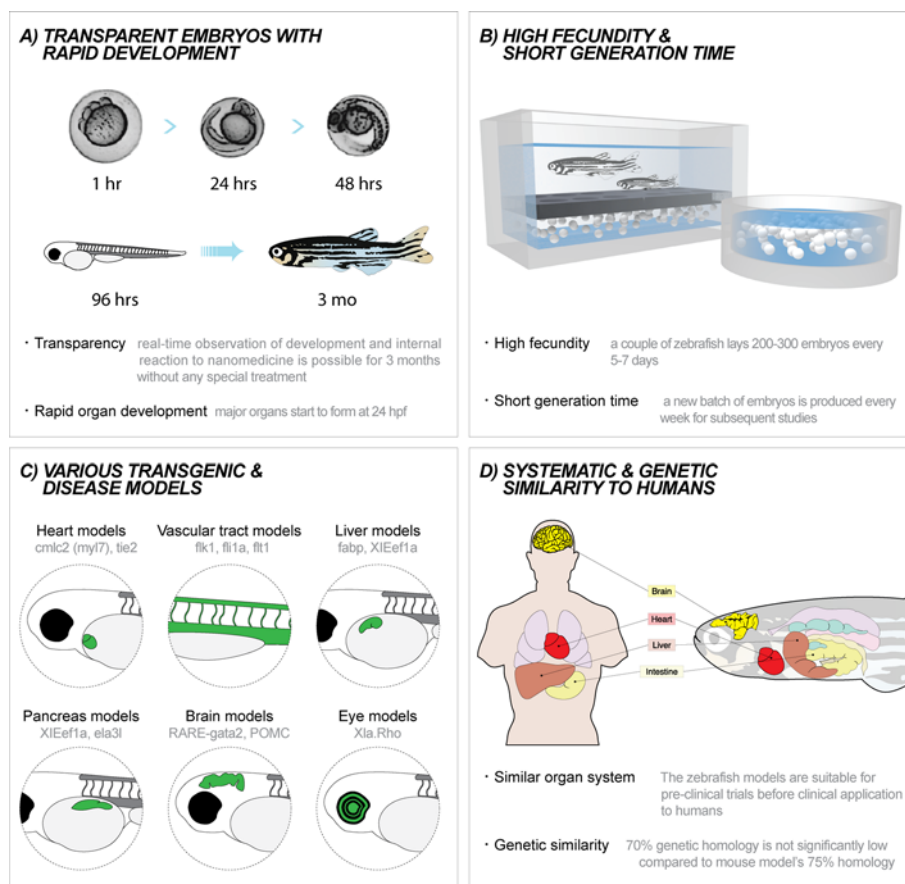 A) TRANSPARENT EMBRYOS WITH
RAPID DEVELOPMENT
1 hr
24 hrs
48 hrs
96 hrs
3 mo
· Transparency real-time observation of development and internal
reaction to nanomedicine is possible for 3 months
without any special treatment
· Rapid organ development major organs start to form at 24 hpf
B) HIGH FECUNDITY &
SHORT GENERATION TIME
· High fecundity a couple of zebrafish lays 200-300 embryos every
5-7 days
· Short generation time a new batch of embryos is produced every
week for subsequent studies
C) VARIOUS TRANSGENIC &
DISEASE MODELS
Heart models
cmlc2 (myl7), tie2
Vascular tract models
flk1, fli1a, flt1
Liver models
fabp, XIEef1a
Pancreas models
XIEef1a, ela3l
Brain models
RARE-gata2, POMC
Eye models
Xla.Rho
D) SYSTEMATIC & GENETIC
SIMILARITY TO HUMANS
Brain
Heart
Liver
Intestine
· Similar organ system The zebrafish models are suitable for
pre-clinical trials before clinical application
to humans
· Genetic similarity 70% genetic homology is not significantly low
compared to mouse model's 75% homology